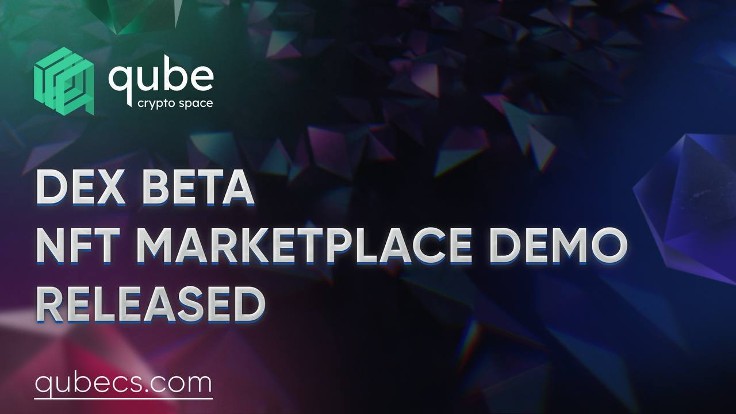 qube
crypto space
DEX BETA
NFT MARKETPLACE DEMO
RELEASED
qubecs.com